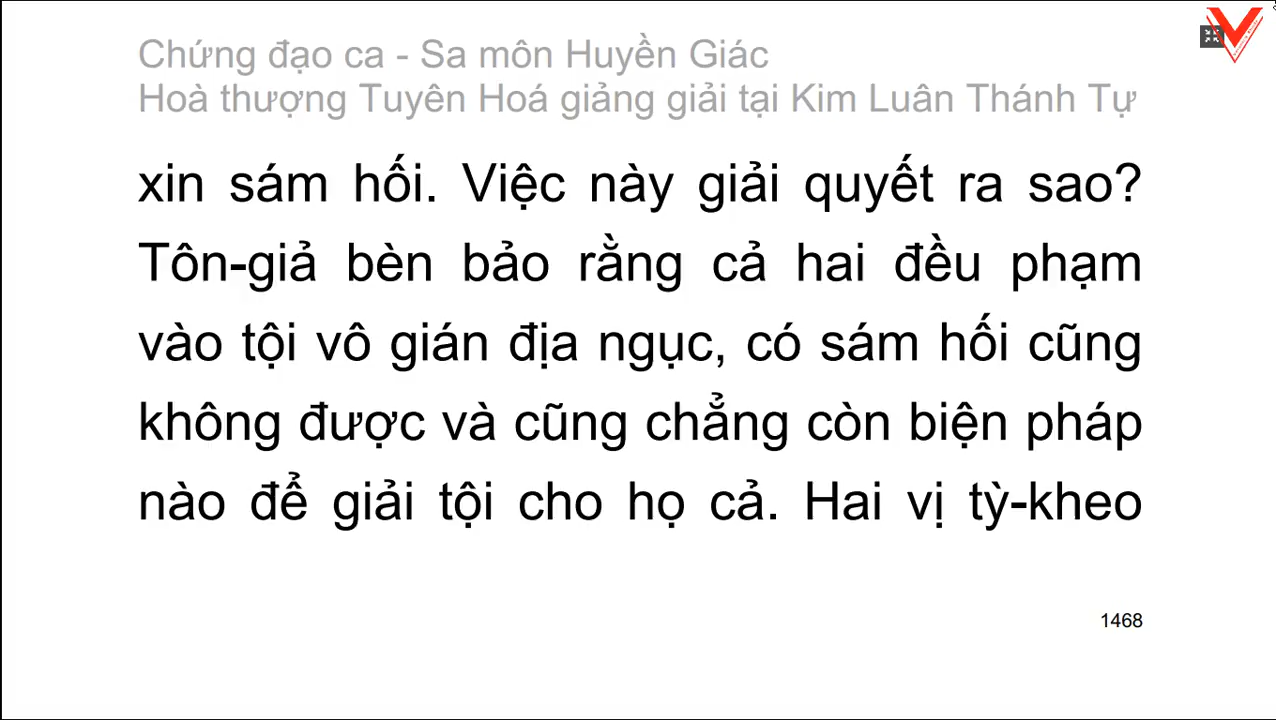 Chứng đạo ca - Sa môn Huyền Giác
Hoà thượng Tuyên Hoá giảng giải tại Kim Luân Thánh Tự
xin sám hối. Việc này giải quyết ra sao?
Tôn-giả bèn bảo rằng cả hai đều phạm
vào tội vô gián địa ngục, có sám hối cũng
không được và cũng chẳng còn biện pháp
nào để giải tội cho họ cả. Hai vị tỳ-kheo
1468